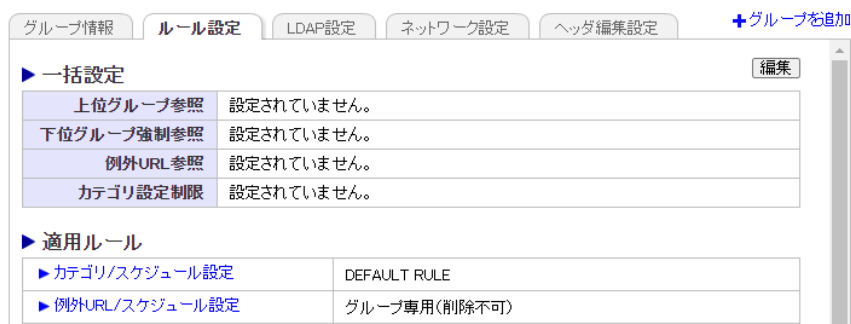 グループ情報 ルール設定 LDAP設定 ネットワーク設定 ヘッダ編集設定 +グループを追加
▶ 一括設定 編集
上位グループ参照 設定されていません。
下位グループ強制参照 設定されていません。
例外URL参照 設定されていません。
カテゴリ設定制限 設定されていません。
▶ 適用ルール
▶カテゴリ/スケジュール設定 DEFAULT RULE
▶例外URL/スケジュール設定 グループ専用(削除不可)